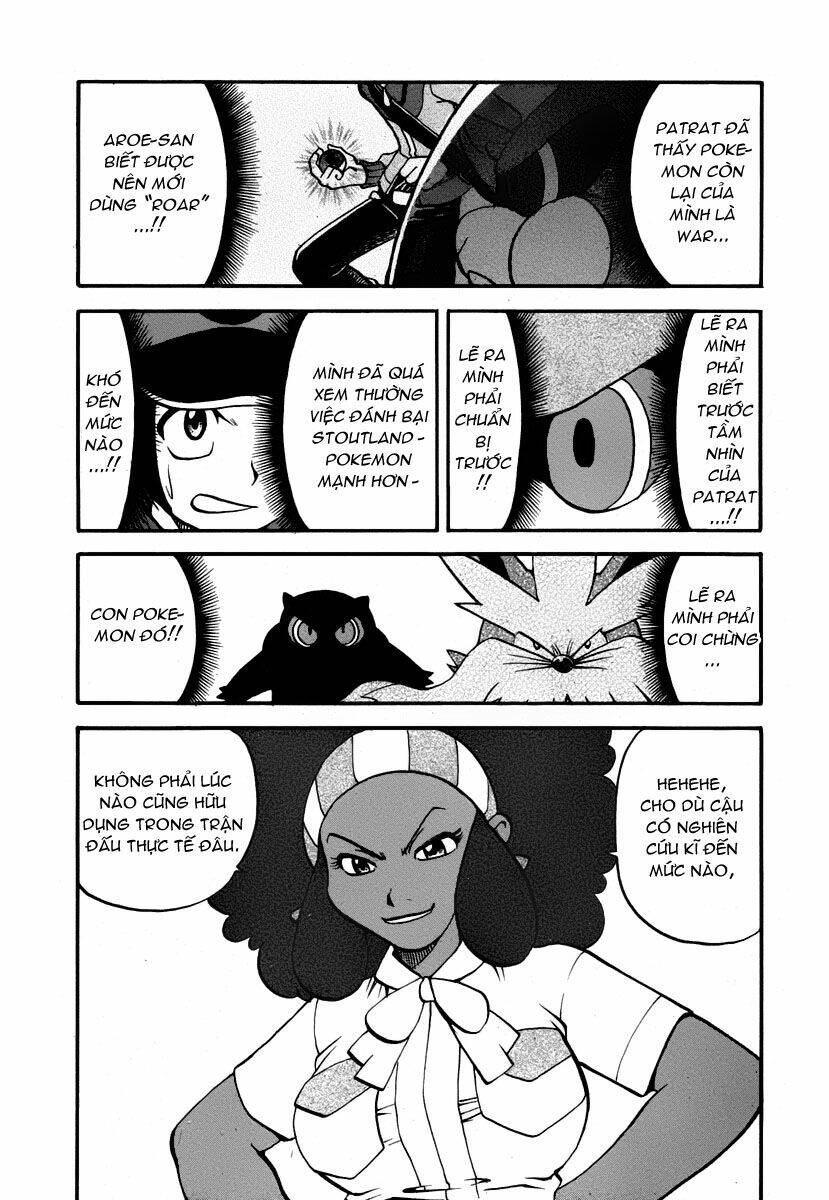 PATRAT ĐÃ
THẤY POKE-
MON CÒN
LẠI CỦA
MÌNH LÀ
WAR...
AROE-SAN
BIẾT ĐƯỢC
NÊN MỚI
DÙNG "ROAR"
...!!
LẼ RA
MÌNH
PHẢI
BIẾT
TRƯỚC
TẦM
NHÌN
CỦA
PATRAT
...!!
LẼ RA
MÌNH
PHẢI
CHUẨN
BỊ
TRƯỚC
!!
MÌNH ĐÃ QUÁ
XEM THƯỜNG
VIỆC ĐÁNH BẠI
STOUTLAND -
POKEMON
MẠNH HƠN -
KHÓ
ĐẾN
MỨC
NÀO
...!!
LẼ RA
MÌNH PHẢI
COI CHỪNG
...
CON POKE-
MON ĐÓ!!
HEHEHE,
CHO DÙ CẬU
CÓ NGHIÊN
CỨU KĨ ĐẾN
MỨC NÀO,
KHÔNG PHẢI LÚC
NÀO CŨNG HỮU
DỤNG TRONG TRẬN
ĐẤU THỰC TẾ ĐÂU.